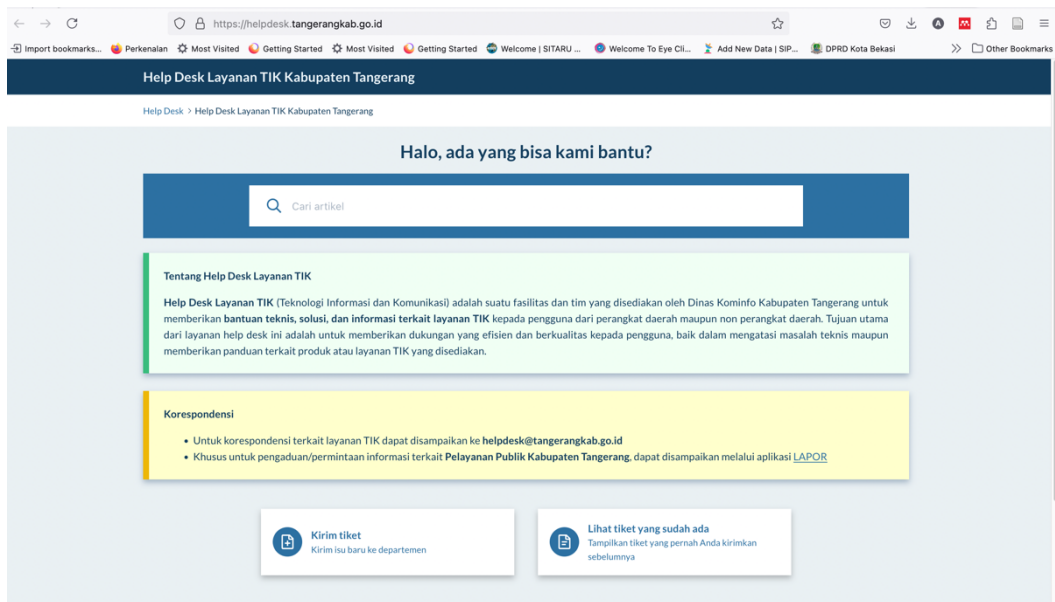 https://helpdesk.tangerangkab.go.id
Import bookmarks... Perkenalan Most Visited Getting Started Most Visited Getting Started Welcome | SITARU ... Welcome To Eye Cli... Add New Data | SIP... DPRD Kota Bekasi Other Bookmarks
Help Desk Layanan TIK Kabupaten Tangerang
Help Desk > Help Desk Layanan TIK Kabupaten Tangerang
Halo, ada yang bisa kami bantu?
Cari artikel
Tentang Help Desk Layanan TIK
Help Desk Layanan TIK (Teknologi Informasi dan Komunikasi) adalah suatu fasilitas dan tim yang disediakan oleh Dinas Kominfo Kabupaten Tangerang untuk
memberikan bantuan teknis, solusi, dan informasi terkait layanan TIK kepada pengguna dari perangkat daerah maupun non perangkat daerah. Tujuan utama
dari layanan help desk ini adalah untuk memberikan dukungan yang efisien dan berkualitas kepada pengguna, baik dalam mengatasi masalah teknis maupun
memberikan panduan terkait produk atau layanan TIK yang disediakan.
Korespondensi
• Untuk korespondensi terkait layanan TIK dapat disampaikan ke helpdesk@tangerangkab.go.id
• Khusus untuk pengaduan/permintaan informasi terkait Pelayanan Publik Kabupaten Tangerang, dapat disampaikan melalui aplikasi LAPOR
Kirim tiket
Kirim isu baru ke departemen
Lihat tiket yang sudah ada
Tampilkan tiket yang pernah Anda kirimkan
sebelumnya